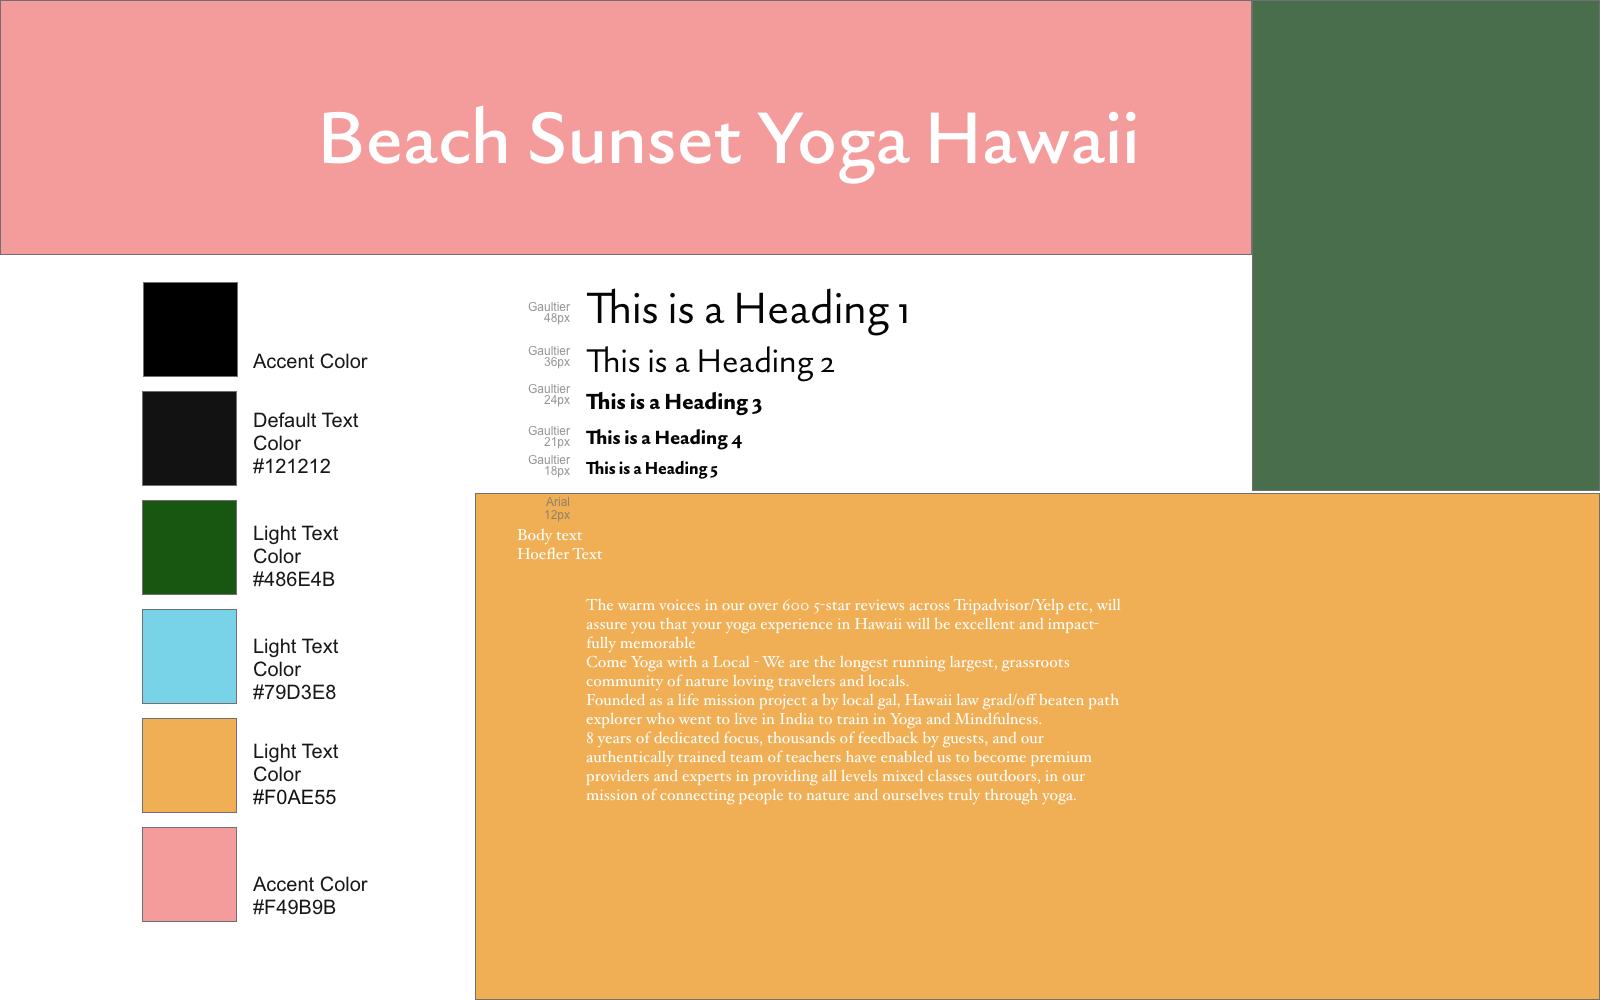 Beach Sunset Yoga Hawaii
Accent Color
Default Text
Color
#121212
Light Text
Color
#486E4B
Light Text
Color
#79D3E8
Light Text
Color
#F0AE55
Accent Color
#F49B9B
Gaultier
48px
This is a Heading 1
Gaultier
36px
This is a Heading 2
Gaultier
24px
This is a Heading 3
Gaultier
21px
This is a Heading 4
Gaultier
18px
This is a Heading 5
Arial
12px
Body text
Hoefler Text
The warm voices in our over 600 5-star reviews across Tripadvisor/Yelp etc, will
assure you that your yoga experience in Hawaii will be excellent and impact-
fully memorable
Come Yoga with a Local - We are the longest running largest, grassroots
community of nature loving travelers and locals.
Founded as a life mission project a by local gal, Hawaii law grad/off beaten path
explorer who went to live in India to train in Yoga and Mindfulness.
8 years of dedicated focus, thousands of feedback by guests, and our
authentically trained team of teachers have enabled us to become premium
providers and experts in providing all levels mixed classes outdoors, in our
mission of connecting people to nature and ourselves truly through yoga.